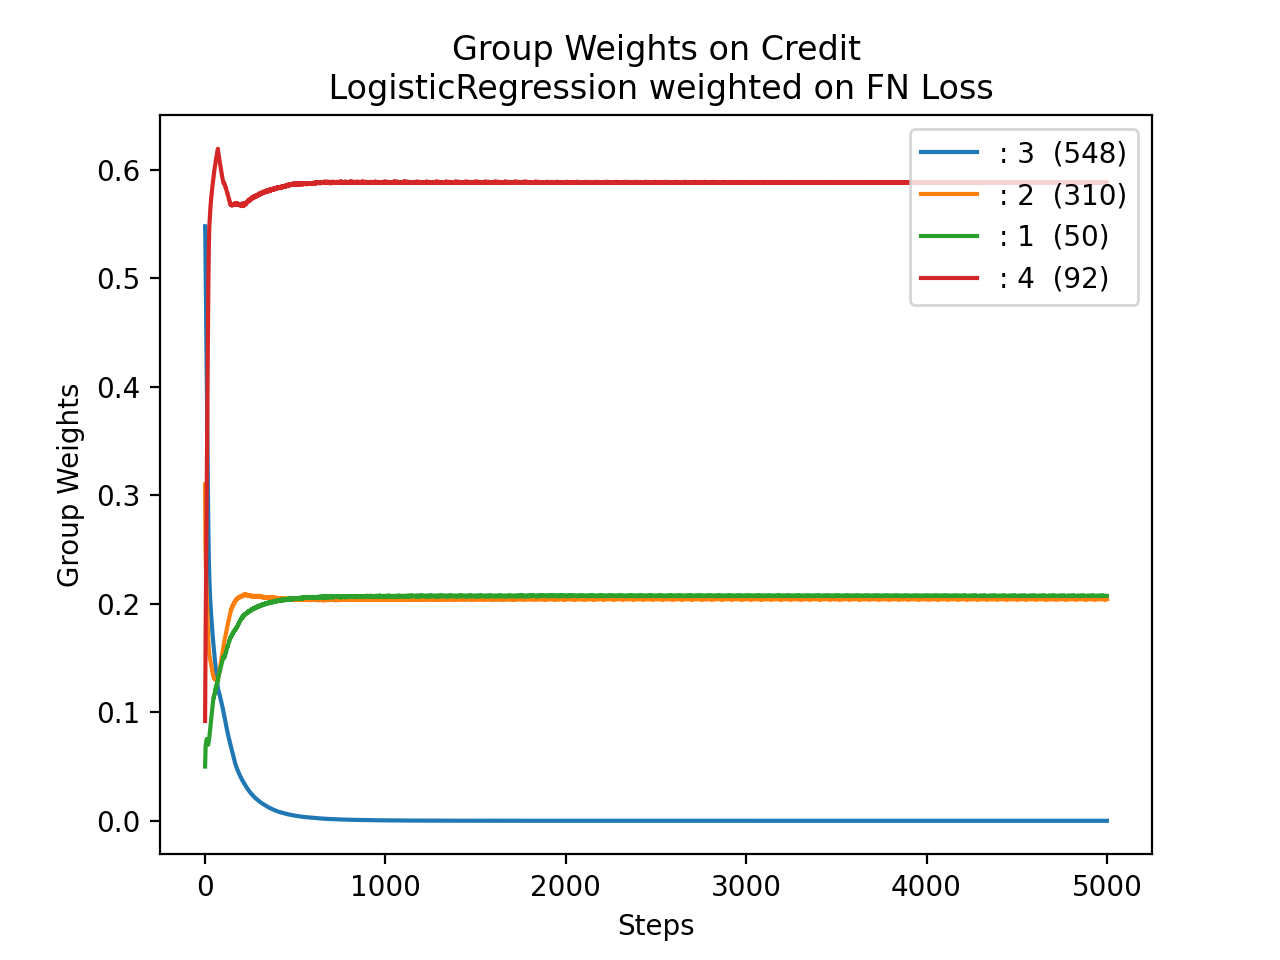 Group Weights on Credit
LogisticRegression weighted on FN Loss
: 3 (548)
: 2 (310)
: 1 (50)
: 4 (92)
Group Weights
0.6
0.5
0.4
0.3
0.2
0.1
0.0
0 1000 2000 3000 4000 5000
Steps